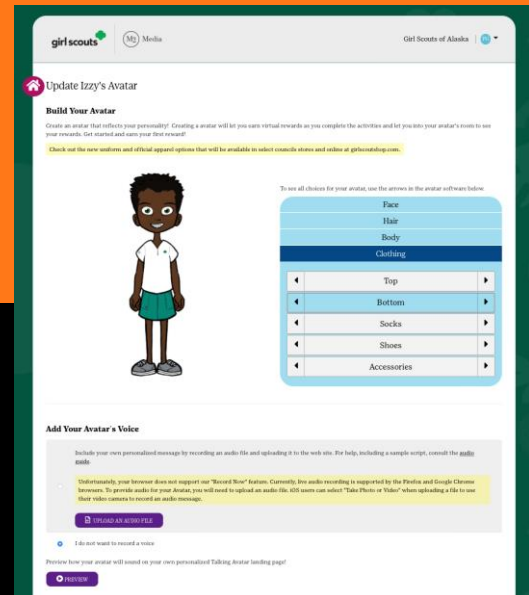 girl scouts
M2 Media
Girl Scouts of Alaska
Update Izzy's Avatar
Build Your Avatar
Create an avatar that reflects your personality! Creating a avatar will let you earn virtual rewards as you complete the activities and let you into your avatar's room to see
your rewards. Get started and earn your first reward!
Check out the new uniform and official apparel options that will be available in select councils stores and online at girlscoutshop.com.
To see all choices for your avatar, use the arrows in the avatar software below.
Face
Hair
Body
Clothing
Top
Bottom
Socks
Shoes
Accessories
Add Your Avatar's Voice
Include your own personalized message by recording an audio file and uploading it to the web site. For help, including a sample script, consult the audio
guide.
Unfortunately, your browser does not support our "Record Now" feature. Currently, live audio recording is supported by the Firefox and Google Chrome
browsers. To provide audio for your Avatar, you will need to upload an audio file. iOS users can select "Take Photo or Video" when uploading a file to use
their video camera to record an audio message.
UPLOAD AN AUDIO FILE
I do not want to record a voice
Preview how your avatar will sound on your own personalized Talking Avatar landing page!
PREVIEW